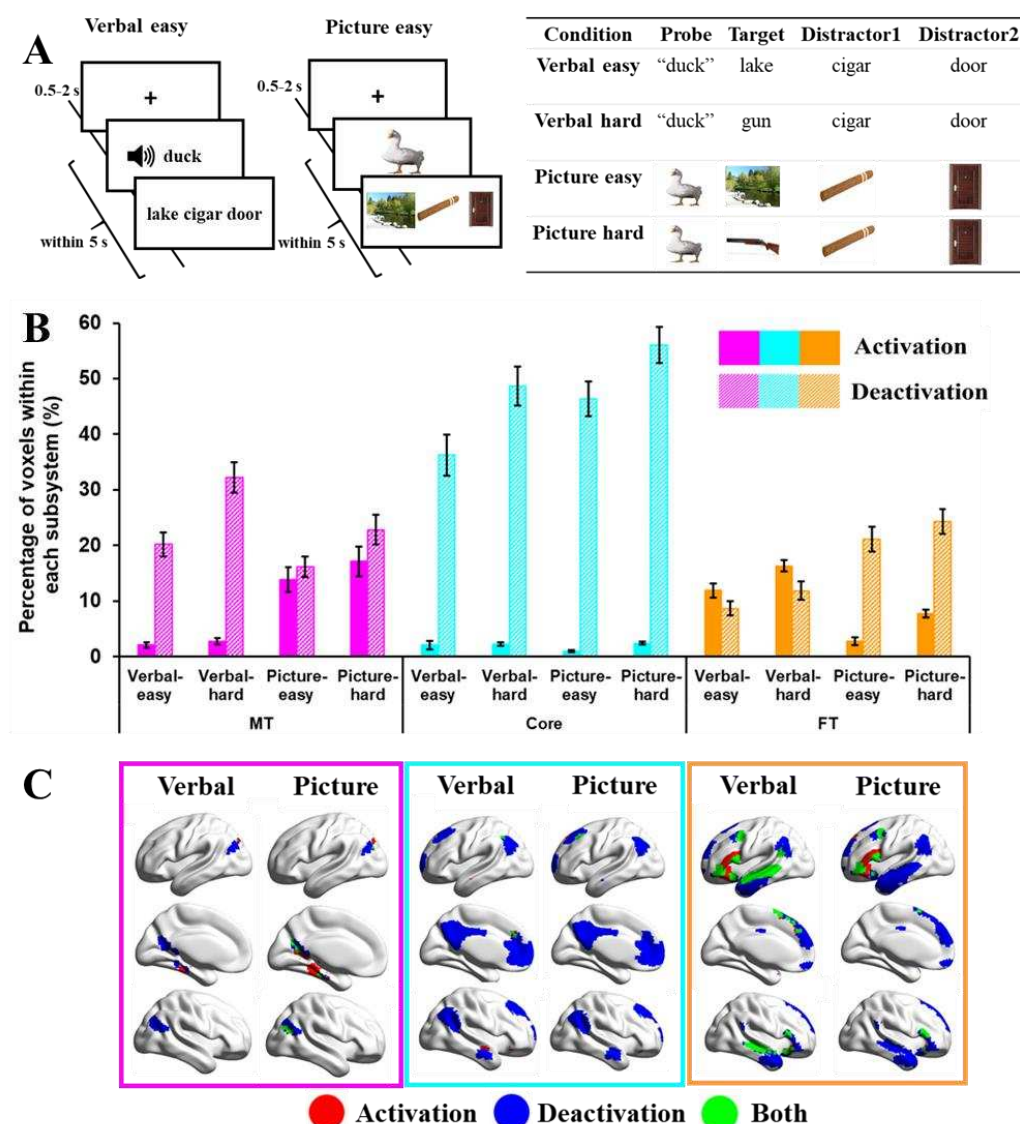 A
Verbal easy
0.5-2 s
+
duck
lake cigar door
within 5 s
Picture easy
0.5-2 s
+
within 5 s
Condition Probe Target Distractor1 Distractor2
Verbal easy “duck” lake cigar door
Verbal hard “duck” gun cigar door
Picture easy
Picture hard
B
Percentage of voxels within
each subsystem (%)
60
50
40
30
20
10
0
Activation
Deactivation
Verbal-
easy
Verbal-
hard
Picture-
easy
Picture-
hard
Verbal-
easy
Verbal-
hard
Picture-
easy
Picture-
hard
Verbal-
easy
Verbal-
hard
Picture-
easy
Picture-
hard
MT Core FT
C
Verbal Picture
Verbal Picture
Verbal Picture
Activation Deactivation Both